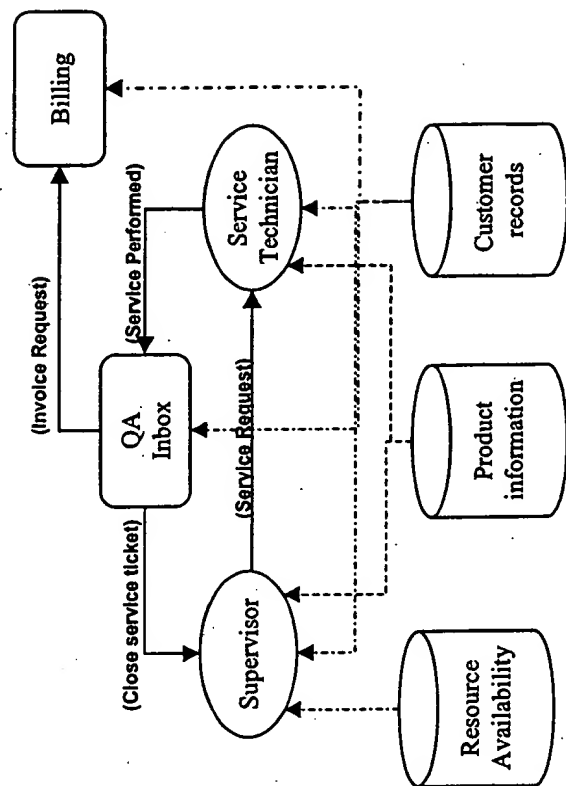 (Invoice Request)
Billing
(Close service ticket)
QA
Inbox
(Service Performed)
Supervisor
(Service Request)
Service
Technician
Resource
Availability
Product
information
Customer
records